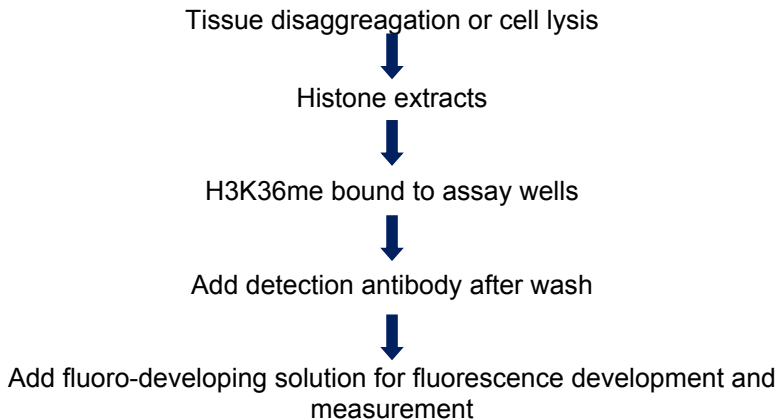 Tissue disaggreagation or cell lysis
Histone extracts
H3K36me bound to assay wells
Add detection antibody after wash
Add fluoro-developing solution for fluorescence development and
measurement